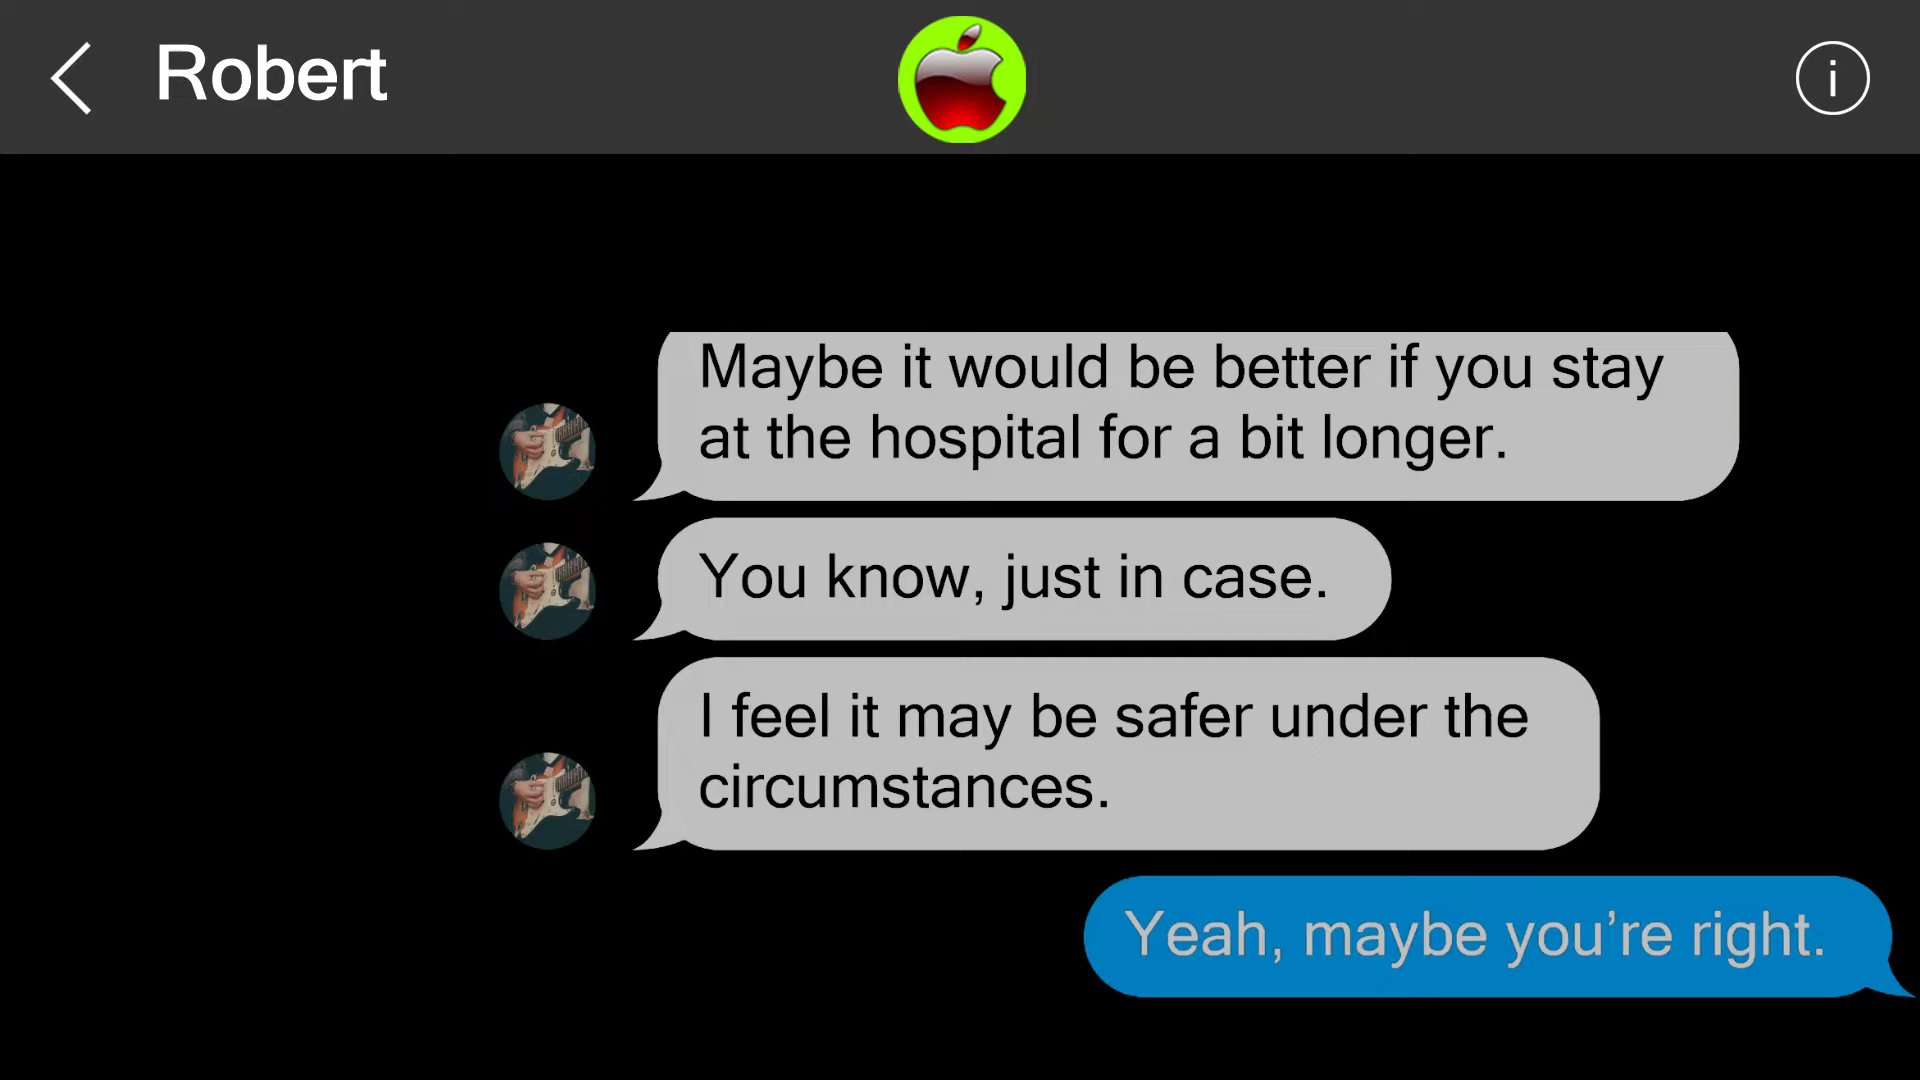 Robert
i
Maybe it would be better if you stay
at the hospital for a bit longer.
You know, just in case.
I feel it may be safer under the
circumstances.
Yeah, maybe you’re right.